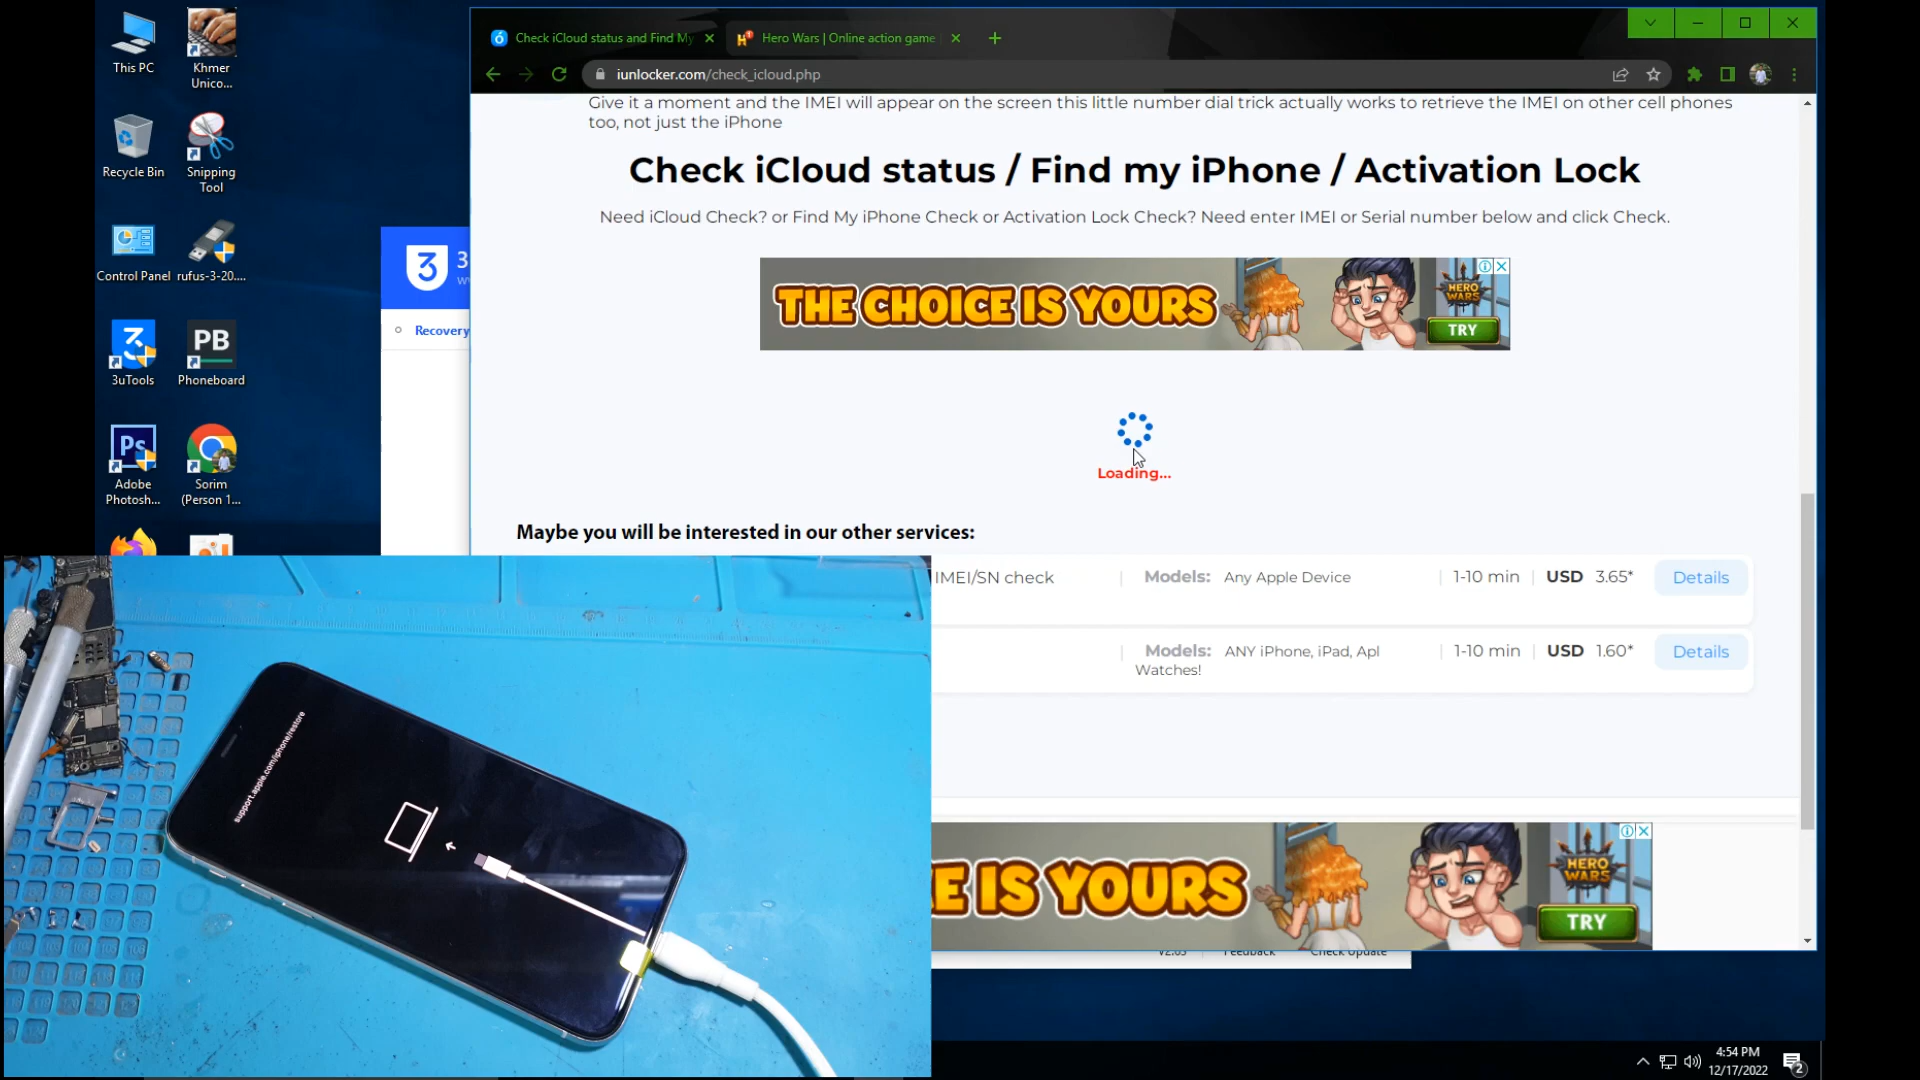 This PC
Khmer
Unico...
Recycle Bin
Snipping
Tool
Control Panel
rufus-3-20....
3uTools
PB
Phoneboard
Ps
Adobe
Photosh...
Sorim
(Person 1...
3
Recovery
Check iCloud status and Find My
Hero Wars | Online action game
iunlocker.com/check_icloud.php
Give it a moment and the IMEI will appear on the screen this little number dial trick actually works to retrieve the IMEI on other cell phones
too, not just the iPhone
Check iCloud status / Find my iPhone / Activation Lock
Need iCloud Check? or Find My iPhone Check or Activation Lock Check? Need enter IMEI or Serial number below and click Check.
THE CHOICE IS YOURS
HERO
WARS
TRY
Loading...
Maybe you will be interested in our other services:
IMEI/SN check | Models: Any Apple Device | 1-10 min | USD 3.65* Details
| Models: ANY iPhone, iPad, Apl
Watches!
| 1-10 min | USD 1.60* Details
E IS YOURS
HERO
WARS
TRY
V2.65 Feedback Check Update
support.apple.com/iphone/restore
4:54 PM
12/17/2022
2